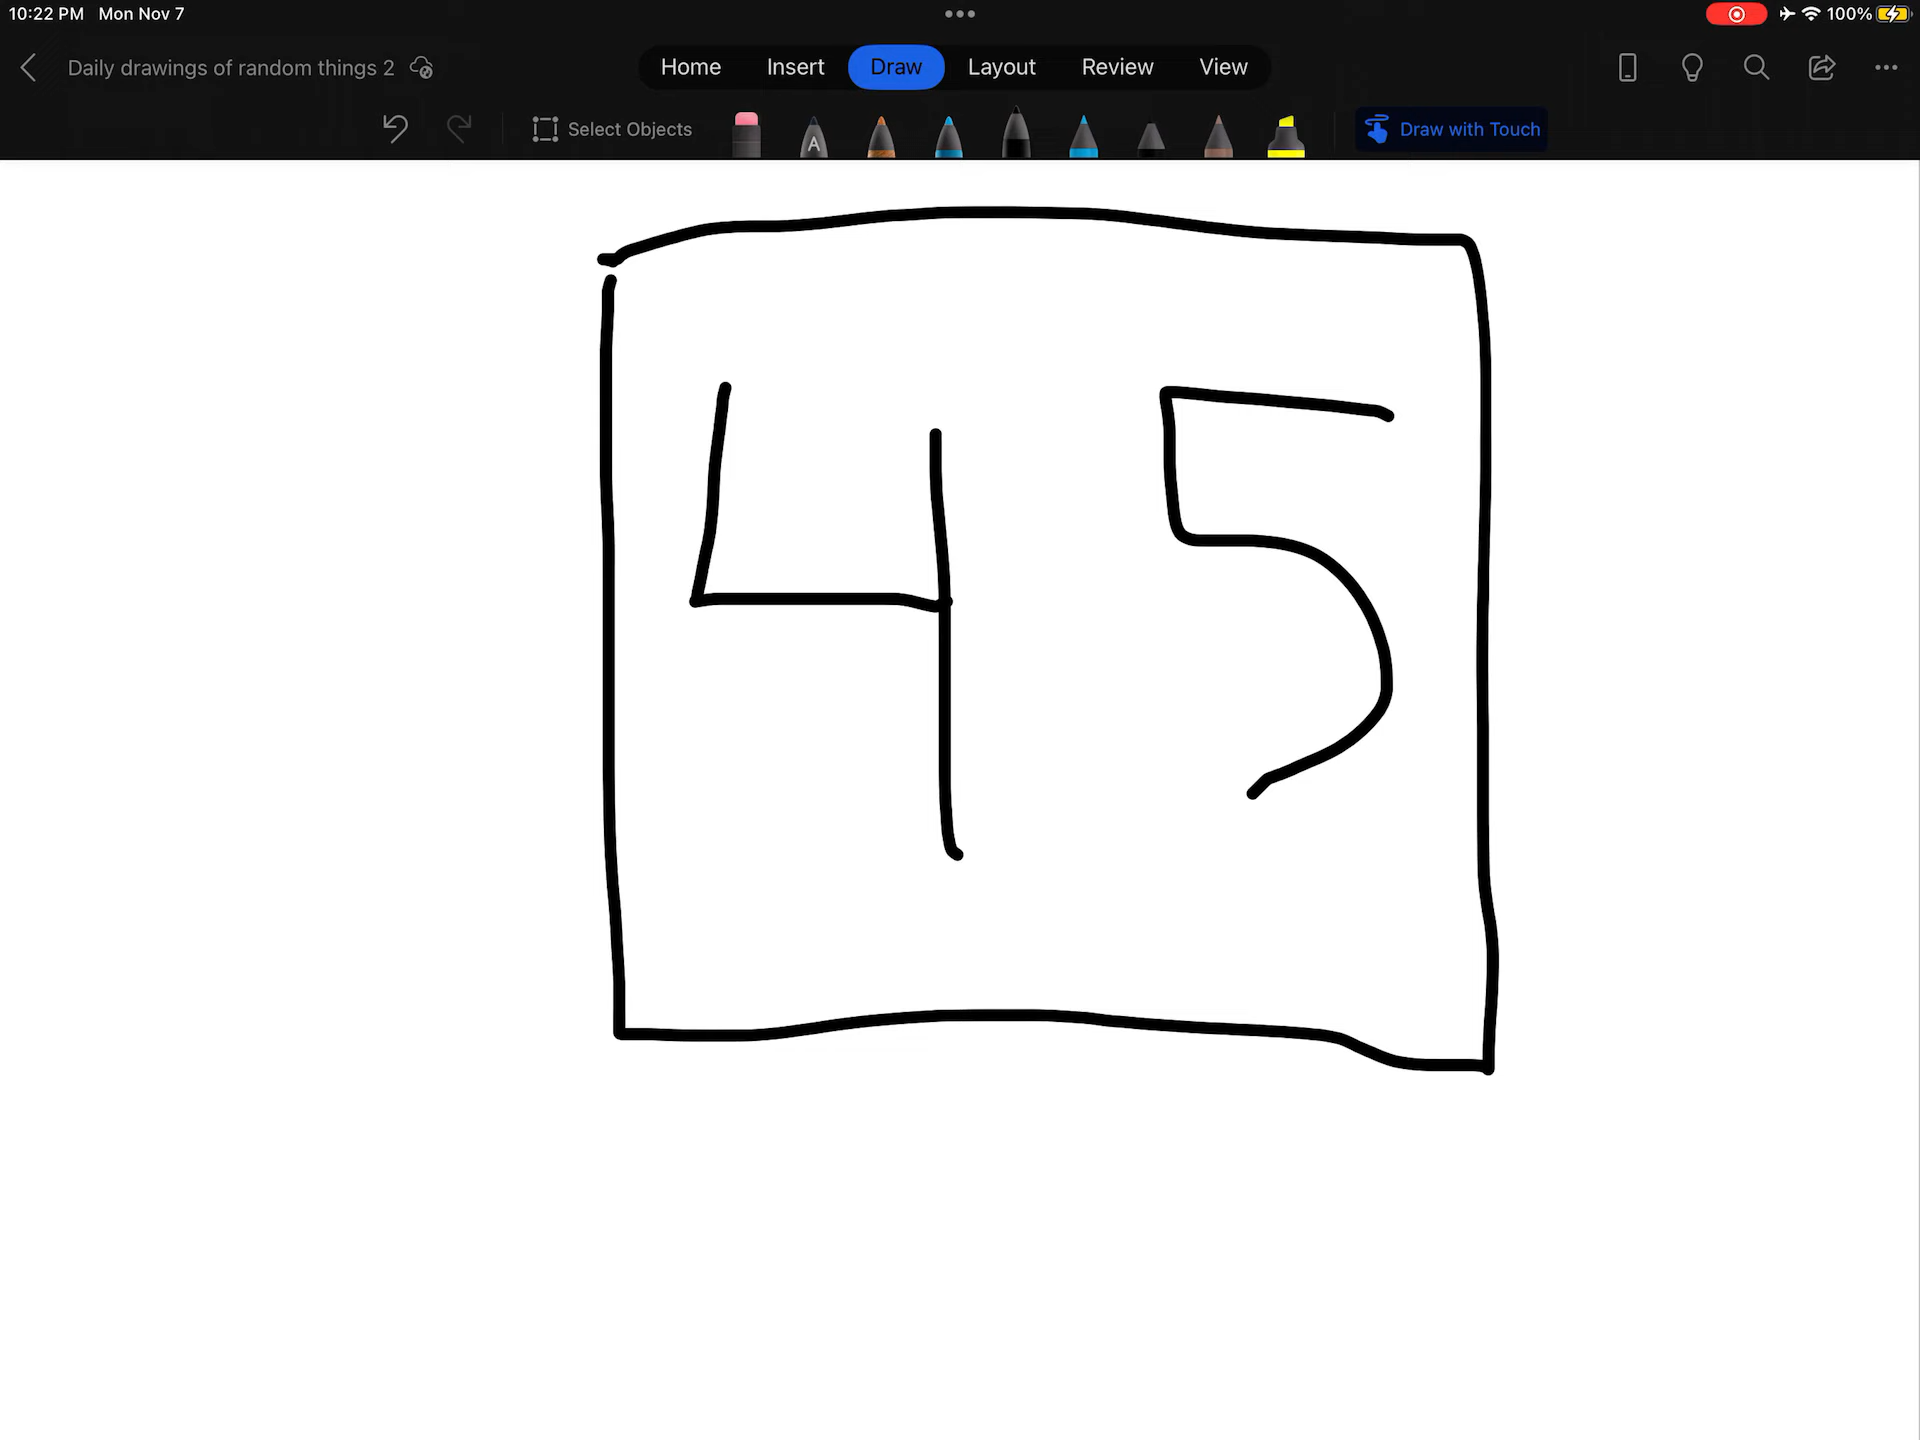 10:22 PM Mon Nov 7
100%
Daily drawings of random things 2
Home Insert Draw Layout Review View
Select Objects
A
Draw with Touch
45